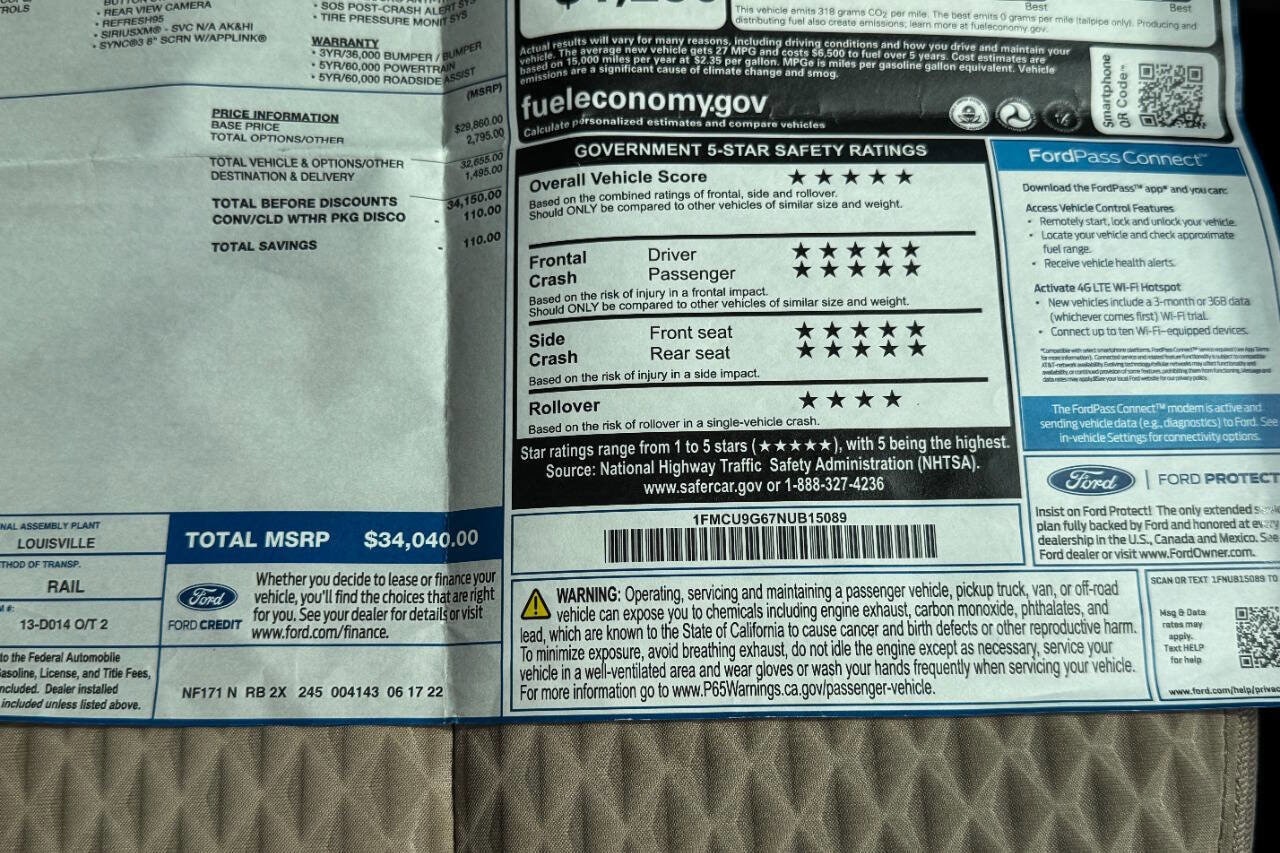 TROLS
• REAR VIEW CAMERA
• REFRESH95
• SIRIUSXM® - SVC N/A AK&HI
• SYNC®3 8" SCRN W/APPLINK®
• SOS POST-CRASH ALERT SYS
• TIRE PRESSURE MONIT SYS
WARRANTY
• 3YR/36,000 BUMPER / BUMPER
• 5YR/60,000 POWERTRAIN
• 5YR/60,000 ROADSIDE ASSIST
(MSRP)
PRICE INFORMATION
BASE PRICE $29,860.00
TOTAL OPTIONS/OTHER 2,795.00
TOTAL VEHICLE & OPTIONS/OTHER 32,655.00
DESTINATION & DELIVERY 1,495.00
TOTAL BEFORE DISCOUNTS 34,150.00
CONV/CLD WTHR PKG DISCO - 110.00
TOTAL SAVINGS - 110.00
NAL ASSEMBLY PLANT
LOUISVILLE
THOD OF TRANSP.
RAIL
M #:
13-D014 O/T 2
to the Federal Automobile
Gasoline, License, and Title Fees,
ncluded. Dealer installed
included unless listed above.
TOTAL MSRP $34,040.00
Ford
FORD CREDIT
Whether you decide to lease or finance your
vehicle, you'll find the choices that are right
for you. See your dealer for details or visit
www.ford.com/finance.
NF171 N RB 2X 245 004143 06 17 22
This vehicle emits 318 grams CO2 per mile. The best emits 0 grams per mile (tailpipe only). Producing and
distributing fuel also create emissions; learn more at fueleconomy.gov.
Best
Best
Actual results will vary for many reasons, including driving conditions and how you drive and maintain your
vehicle. The average new vehicle gets 27 MPG and costs $6,500 to fuel over 5 years. Cost estimates are
based on 15,000 miles per year at $2.35 per gallon. MPGe is miles per gasoline gallon equivalent. Vehicle
emissions are a significant cause of climate change and smog.
fueleconomy.gov
Calculate personalized estimates and compare vehicles
Smartphone
QR Code™
GOVERNMENT 5-STAR SAFETY RATINGS
Overall Vehicle Score ★★★★★
Based on the combined ratings of frontal, side and rollover.
Should ONLY be compared to other vehicles of similar size and weight.
Frontal Driver ★★★★★
Crash Passenger ★★★★★
Based on the risk of injury in a frontal impact.
Should ONLY be compared to other vehicles of similar size and weight.
Side Front seat ★★★★★
Crash Rear seat ★★★★★
Based on the risk of injury in a side impact.
Rollover ★★★★
Based on the risk of rollover in a single-vehicle crash.
Star ratings range from 1 to 5 stars (★★★★★), with 5 being the highest.
Source: National Highway Traffic Safety Administration (NHTSA).
www.safercar.gov or 1-888-327-4236
1FMCU9G67NUB15089
WARNING: Operating, servicing and maintaining a passenger vehicle, pickup truck, van, or off-road
vehicle can expose you to chemicals including engine exhaust, carbon monoxide, phthalates, and
lead, which are known to the State of California to cause cancer and birth defects or other reproductive harm.
To minimize exposure, avoid breathing exhaust, do not idle the engine except as necessary, service your
vehicle in a well-ventilated area and wear gloves or wash your hands frequently when servicing your vehicle.
For more information go to www.P65Warnings.ca.gov/passenger-vehicle.
FordPass Connect™
Download the FordPass™ app* and you can:
Access Vehicle Control Features
• Remotely start, lock and unlock your vehicle.
• Locate your vehicle and check approximate
fuel range.
• Receive vehicle health alerts.
Activate 4G LTE Wi-Fi Hotspot
• New vehicles include a 3-month or 3GB data
(whichever comes first) Wi-Fi trial.
• Connect up to ten Wi-Fi-equipped devices.
The FordPass Connect™ modem is active and
sending vehicle data (e.g., diagnostics) to Ford. See
in-vehicle Settings for connectivity options.
Ford
FORD PROTECT
Insist on Ford Protect! The only extended
plan fully backed by Ford and honored at every
dealership in the U.S., Canada and Mexico. See
Ford dealer or visit www.FordOwner.com.
SCAN OR TEXT 1FNUB15089 TO
Msg & Data
rates may
apply.
Text HELP
for help
www.ford.com/help/privac